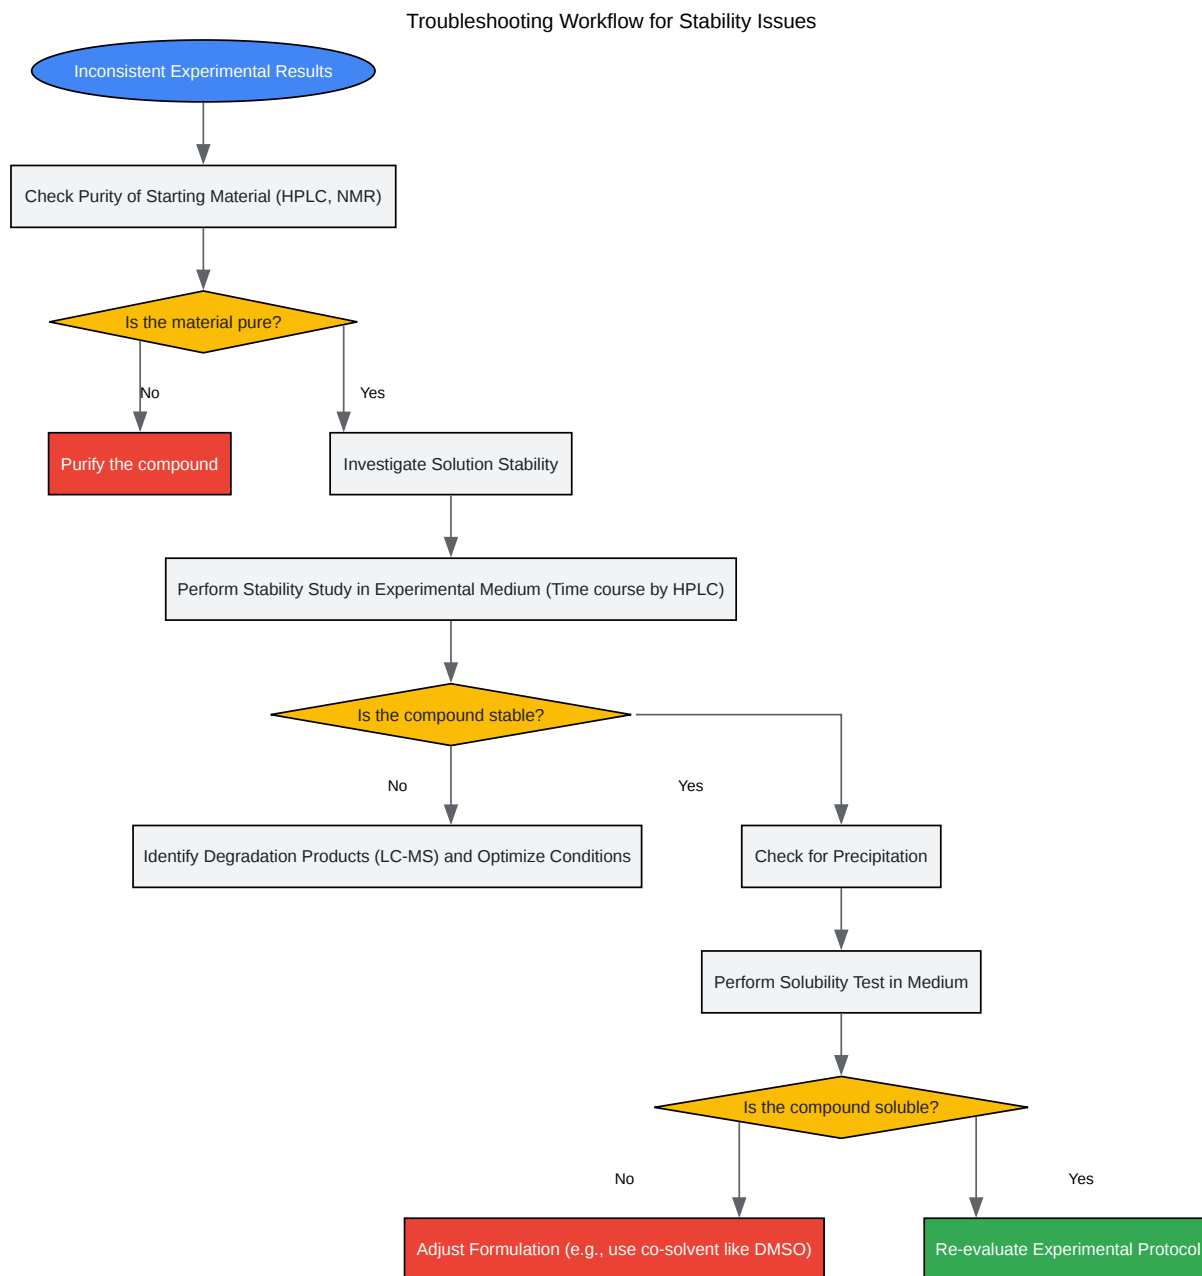 Troubleshooting Workflow for Stability Issues
Inconsistent Experimental Results
Check Purity of Starting Material (HPLC, NMR)
Is the material pure?
No
Yes
Purify the compound
Investigate Solution Stability
Perform Stability Study in Experimental Medium (Time course by HPLC)
Is the compound stable?
No
Yes
Identify Degradation Products (LC-MS) and Optimize Conditions
Check for Precipitation
Perform Solubility Test in Medium
Is the compound soluble?
No
Yes
Adjust Formulation (e.g., use co-solvent like DMSO)
Re-evaluate Experimental Protocol